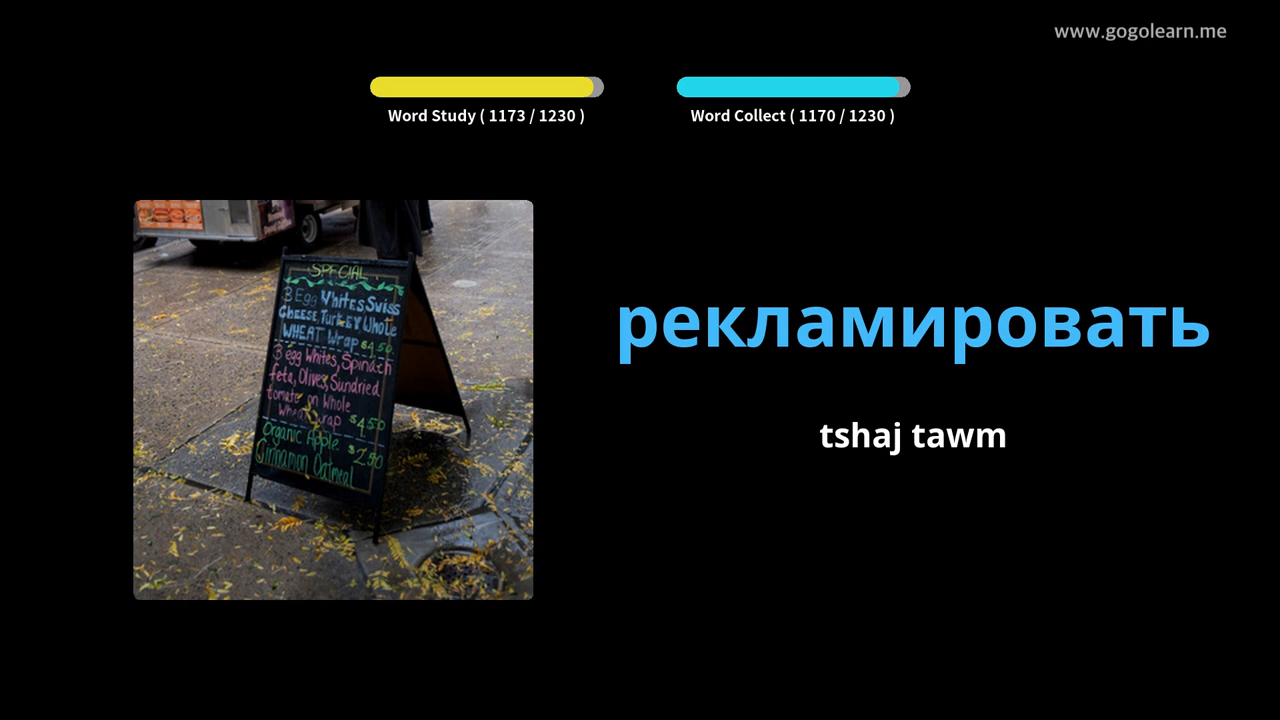 www.gogolearn.me
Word Study ( 1173 / 1230 )
Word Collect ( 1170 / 1230 )
SPECIAL
3 Egg Whites, Swiss
Cheese, Turkey Whole
WHEAT Wrap $4.50
3 egg Whites, Spinach
feta, Olives, Sundried
tomato on Whole
Wheat Wrap $4.50
Organic Apple
Cinnamon Oatmeal $2.50
рекламировать
tshaj tawm